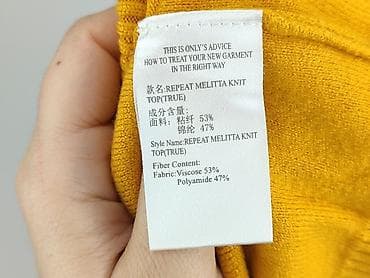 THIS IS ONLY'S ADVICE
HOW TO TREAT YOUR NEW GARMENT
IN THE RIGHT WAY
款名:REPEAT MELITTA KNIT
TOP(TRUE)
成分含量:
面料: 粘纤 53%
锦纶 47%
Style Name:REPEAT MELITTA KNIT
TOP(TRUE)
Fiber Content:
Fabric:Viscose 53%
Polyamide 47%